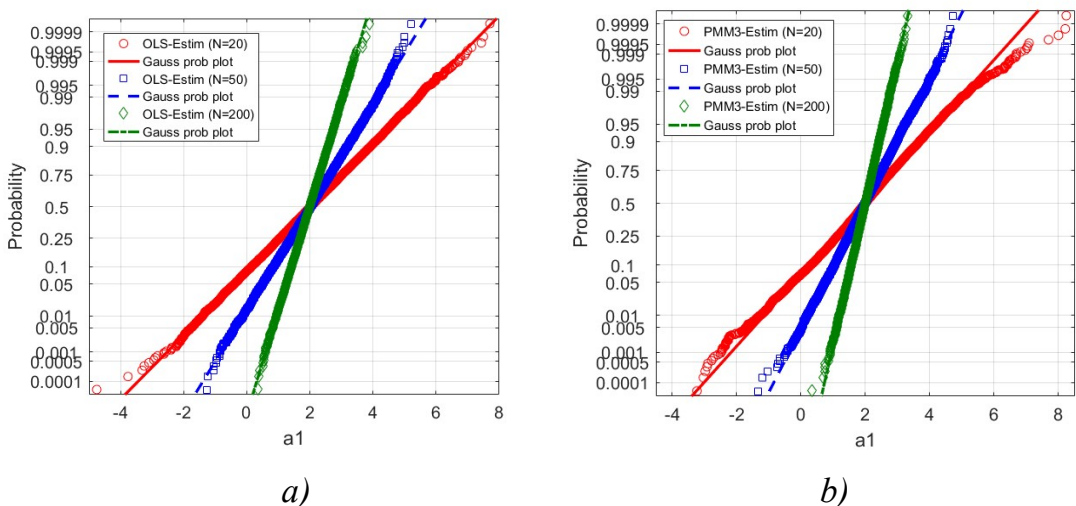 0.9999
0.9995
0.999
0.995
0.99
0.95
0.9
0.75
0.5
0.25
0.1
0.05
0.01
0.005
0.001
0.0005
0.0001
Probability
OLS-Estim (N=20)
Gauss prob plot
OLS-Estim (N=50)
Gauss prob plot
OLS-Estim (N=200)
Gauss prob plot
-4 -2 0 2 4 6 8
a1
a)
0.9999
0.9995
0.999
0.995
0.99
0.95
0.9
0.75
0.5
0.25
0.1
0.05
0.01
0.005
0.001
0.0005
0.0001
Probability
PMM3-Estim (N=20)
Gauss prob plot
PMM3-Estim (N=50)
Gauss prob plot
PMM3-Estim (N=200)
Gauss prob plot
-4 -2 0 2 4 6 8
a1
b)